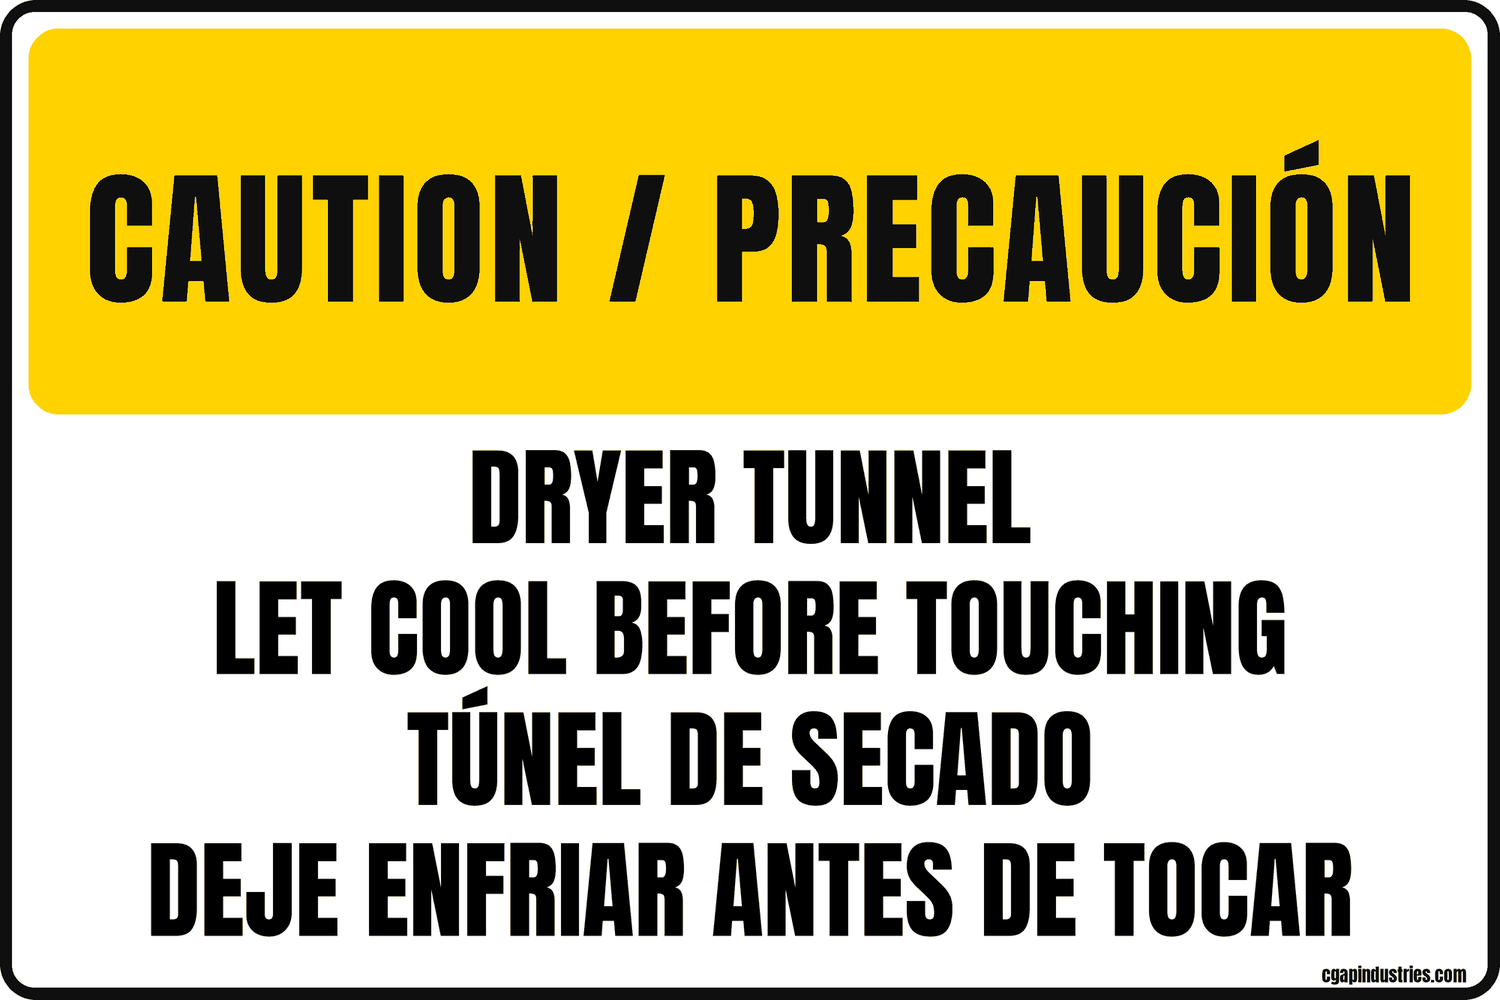 CAUTION / PRECAUCIÓN
DRYER TUNNEL
LET COOL BEFORE TOUCHING
TÚNEL DE SECADO
DEJE ENFRIAR ANTES DE TOCAR
cgapindustries.com